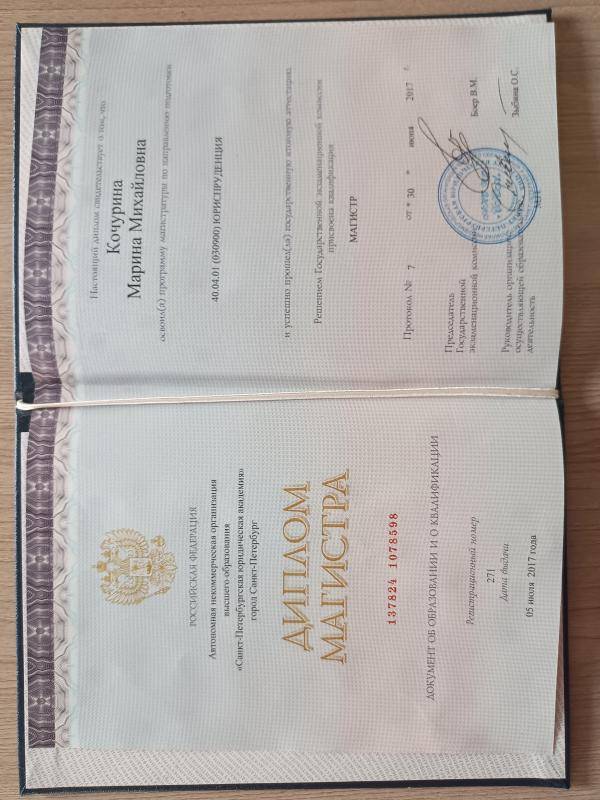 РОССИЙСКАЯ ФЕДЕРАЦИЯ
Автономная некоммерческая организация
высшего образования
«Санкт-Петербургская юридическая академия»
город Санкт-Петербург
ДИПЛОМ
МАГИСТРА
137824 1078598
ДОКУМЕНТ ОБ ОБРАЗОВАНИИ И О КВАЛИФИКАЦИИ
Регистрационный номер
271
Дата выдачи
05 июля 2017 года
Настоящий диплом свидетельствует о том, что
Кочурина
Марина Михайловна
освоил(а) программу магистратуры по направлению подготовки
40.04.01 (030900) ЮРИСПРУДЕНЦИЯ
и успешно прошел(ла) государственную итоговую аттестацию.
Решением Государственной экзаменационной комиссии
присвоена квалификация
МАГИСТР
Протокол № 7 от « 30 » июня 2017 г.
Председатель
Государственной
экзаменационной Боер В.М.
Руководитель
осуществляющей Зыбина О.С.
деятельность